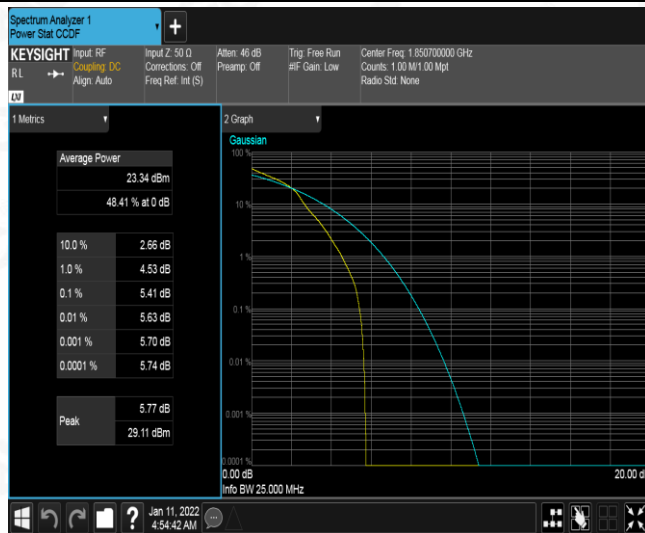 Spectrum Analyzer 1
Power Stat CCDF
+
KEYSIGHT
RL
Input: RF
Coupling: DC
Align: Auto
Input Z: 50 Ω
Corrections: Off
Freq Ref: Int (S)
Atten: 46 dB
Preamp: Off
Trig: Free Run
#IF Gain: Low
Center Freq: 1.850700000 GHz
Counts: 1.00 M/1.00 Mpt
Radio Std: None
1 Metrics
Average Power
23.34 dBm
48.41 % at 0 dB
10.0 % 2.66 dB
1.0 % 4.53 dB
0.1 % 5.41 dB
0.01 % 5.63 dB
0.001 % 5.70 dB
0.0001 % 5.74 dB
Peak
5.77 dB
29.11 dBm
2 Graph
Gaussian
100 %
10 %
1 %
0.1 %
0.01 %
0.001 %
0.0001 %
0.00 dB
20.00 d
Info BW 25.000 MHz
?
Jan 11, 2022
4:54:42 AM